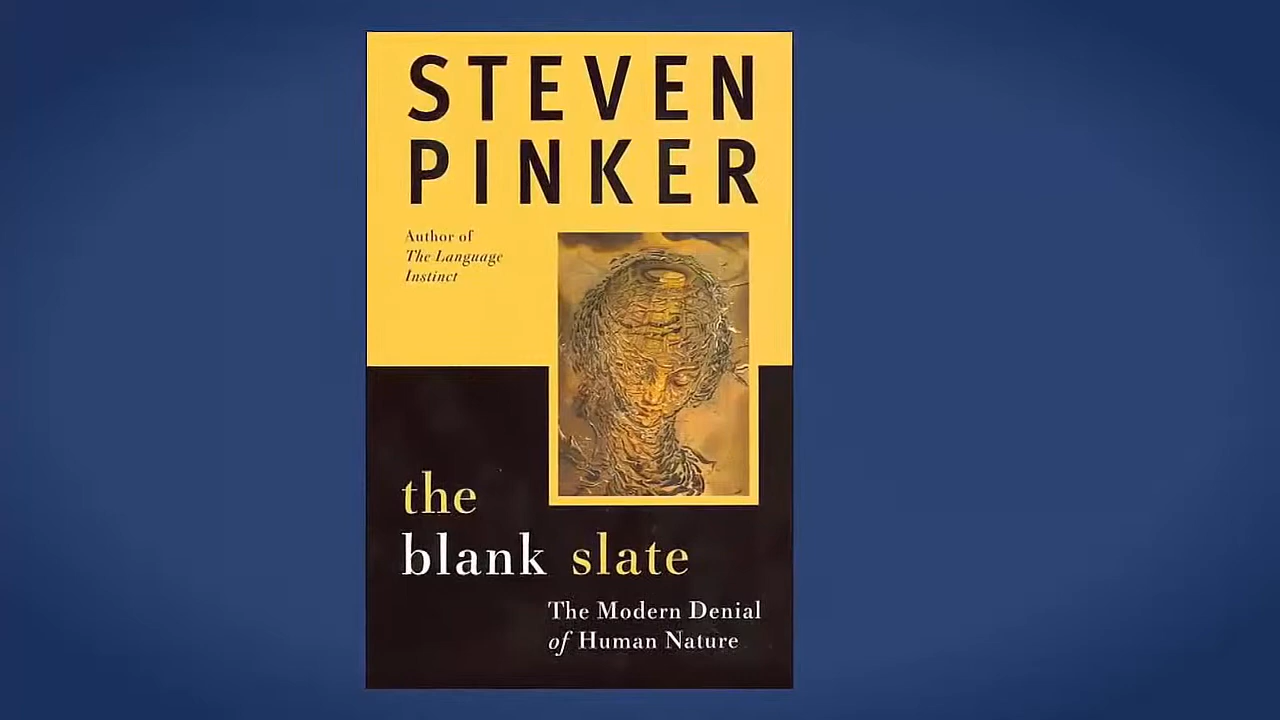 STEVEN
PINKER
Author of
The Language
Instinct
the
blank slate
The Modern Denial
of Human Nature